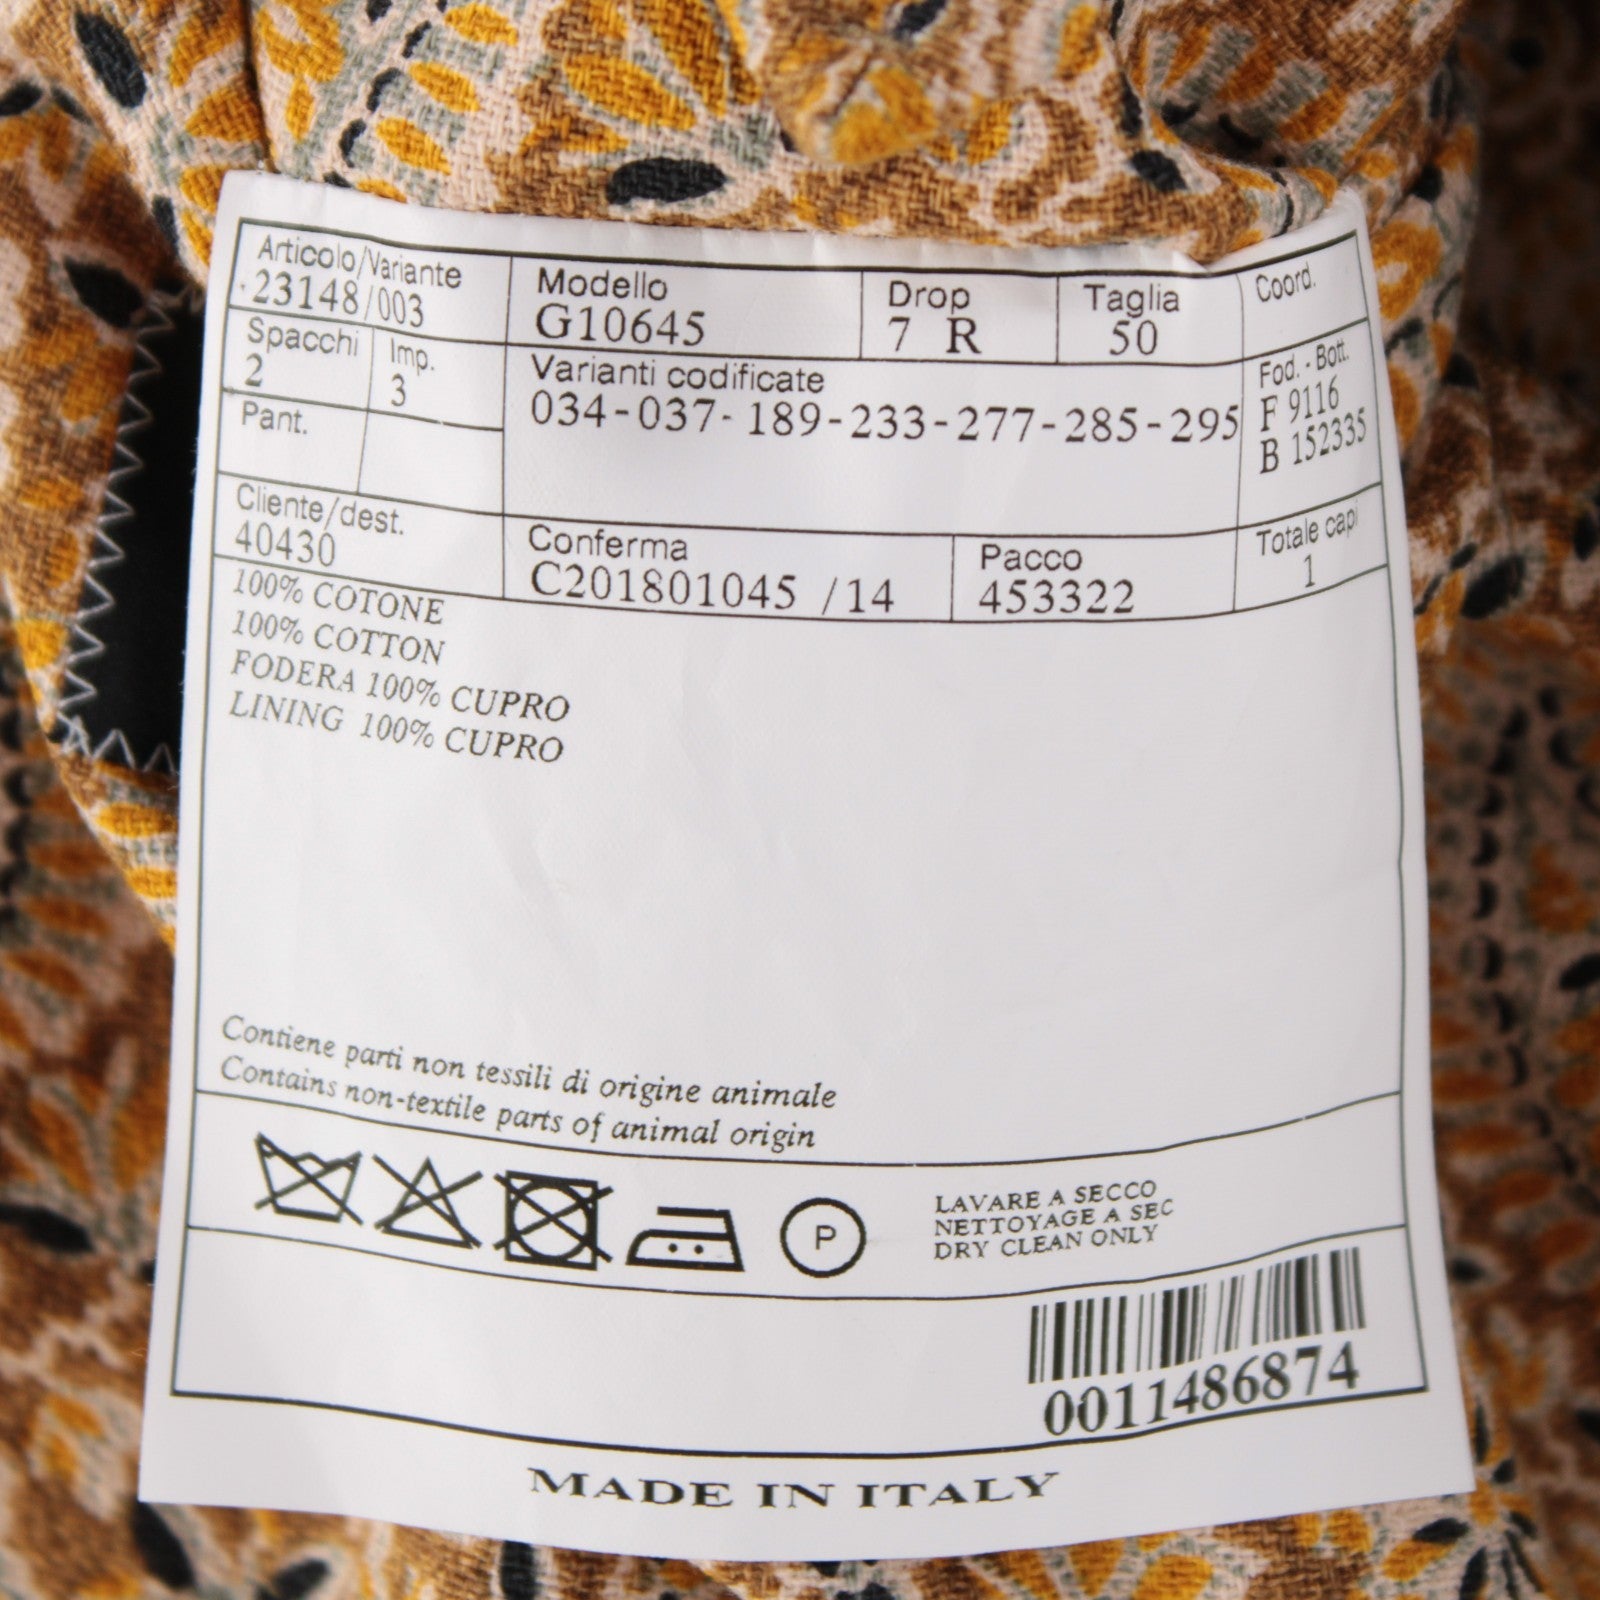 Articolo/Variante
23148/003
Modello
G10645
Drop
7 R
Taglia
50
Coord.
Spacchi
2
Imp.
3
Varianti codificate
034-037-189-233-277-285-295
Fod. - Bott.
F 9116
B 152335
Pant.
Cliente/dest.
40430
Conferma
C201801045 /14
Pacco
453322
Totale capi
1
100% COTONE
100% COTTON
FODERA 100% CUPRO
LINING 100% CUPRO
Contiene parti non tessili di origine animale
Contains non-textile parts of animal origin
P
LAVARE A SECCO
NETTOYAGE A SEC
DRY CLEAN ONLY
0011486874
MADE IN ITALY